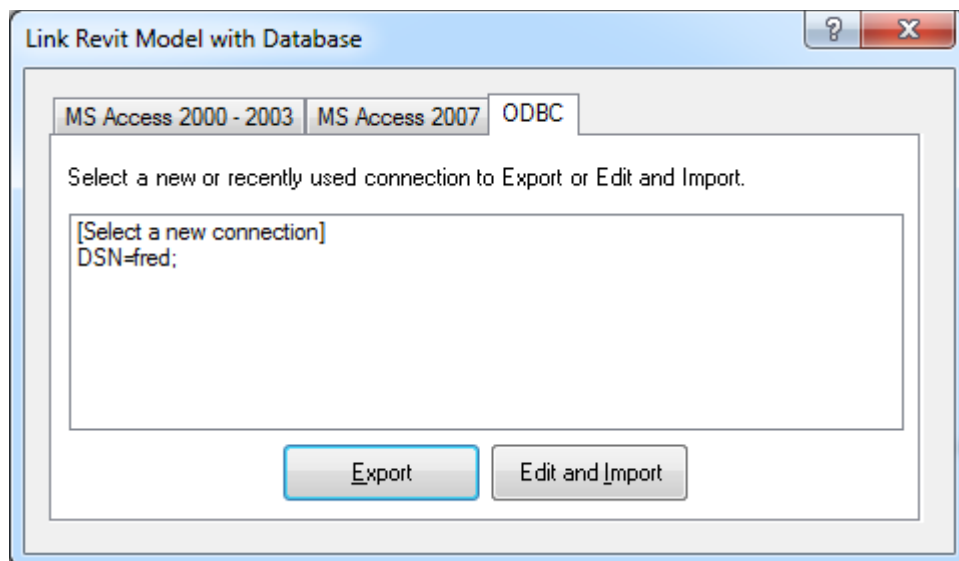 Link Revit Model with Database
MS Access 2000 - 2003 MS Access 2007 ODBC
Select a new or recently used connection to Export or Edit and Import.
[Select a new connection]
DSN=fred;
Export Edit and Import